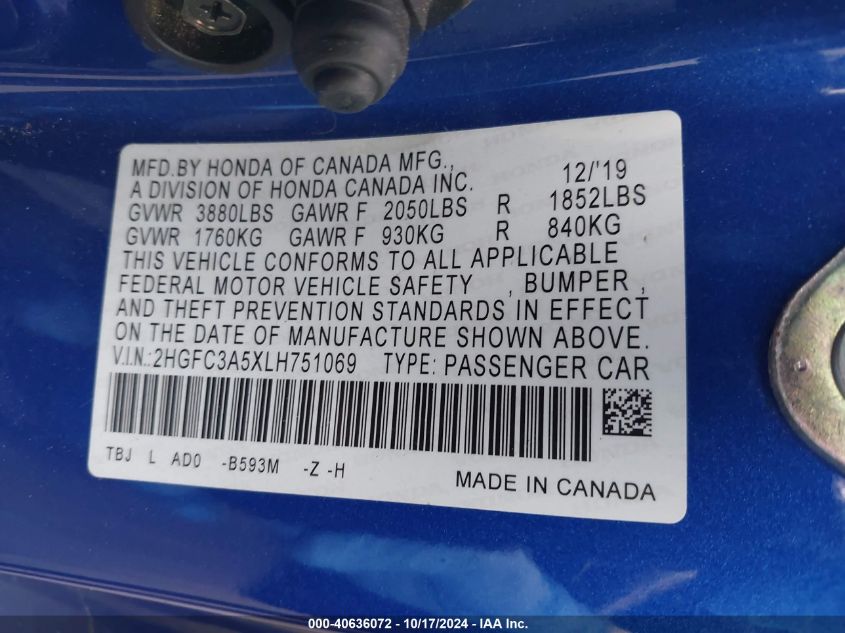 MFD.BY HONDA OF CANADA MFG., 12/'19
A DIVISION OF HONDA CANADA INC.
GVWR 3880LBS GAWR F 2050LBS R 1852LBS
GVWR 1760KG GAWR F 930KG R 840KG
THIS VEHICLE CONFORMS TO ALL APPLICABLE
FEDERAL MOTOR VEHICLE SAFETY , BUMPER ,
AND THEFT PREVENTION STANDARDS IN EFFECT
ON THE DATE OF MANUFACTURE SHOWN ABOVE.
V.I.N.:2HGFC3A5XLH751069 TYPE: PASSENGER CAR
TBJ L AD0 -B593M -Z -H
MADE IN CANADA
000-40636072 - 10/17/2024 - IAA Inc.